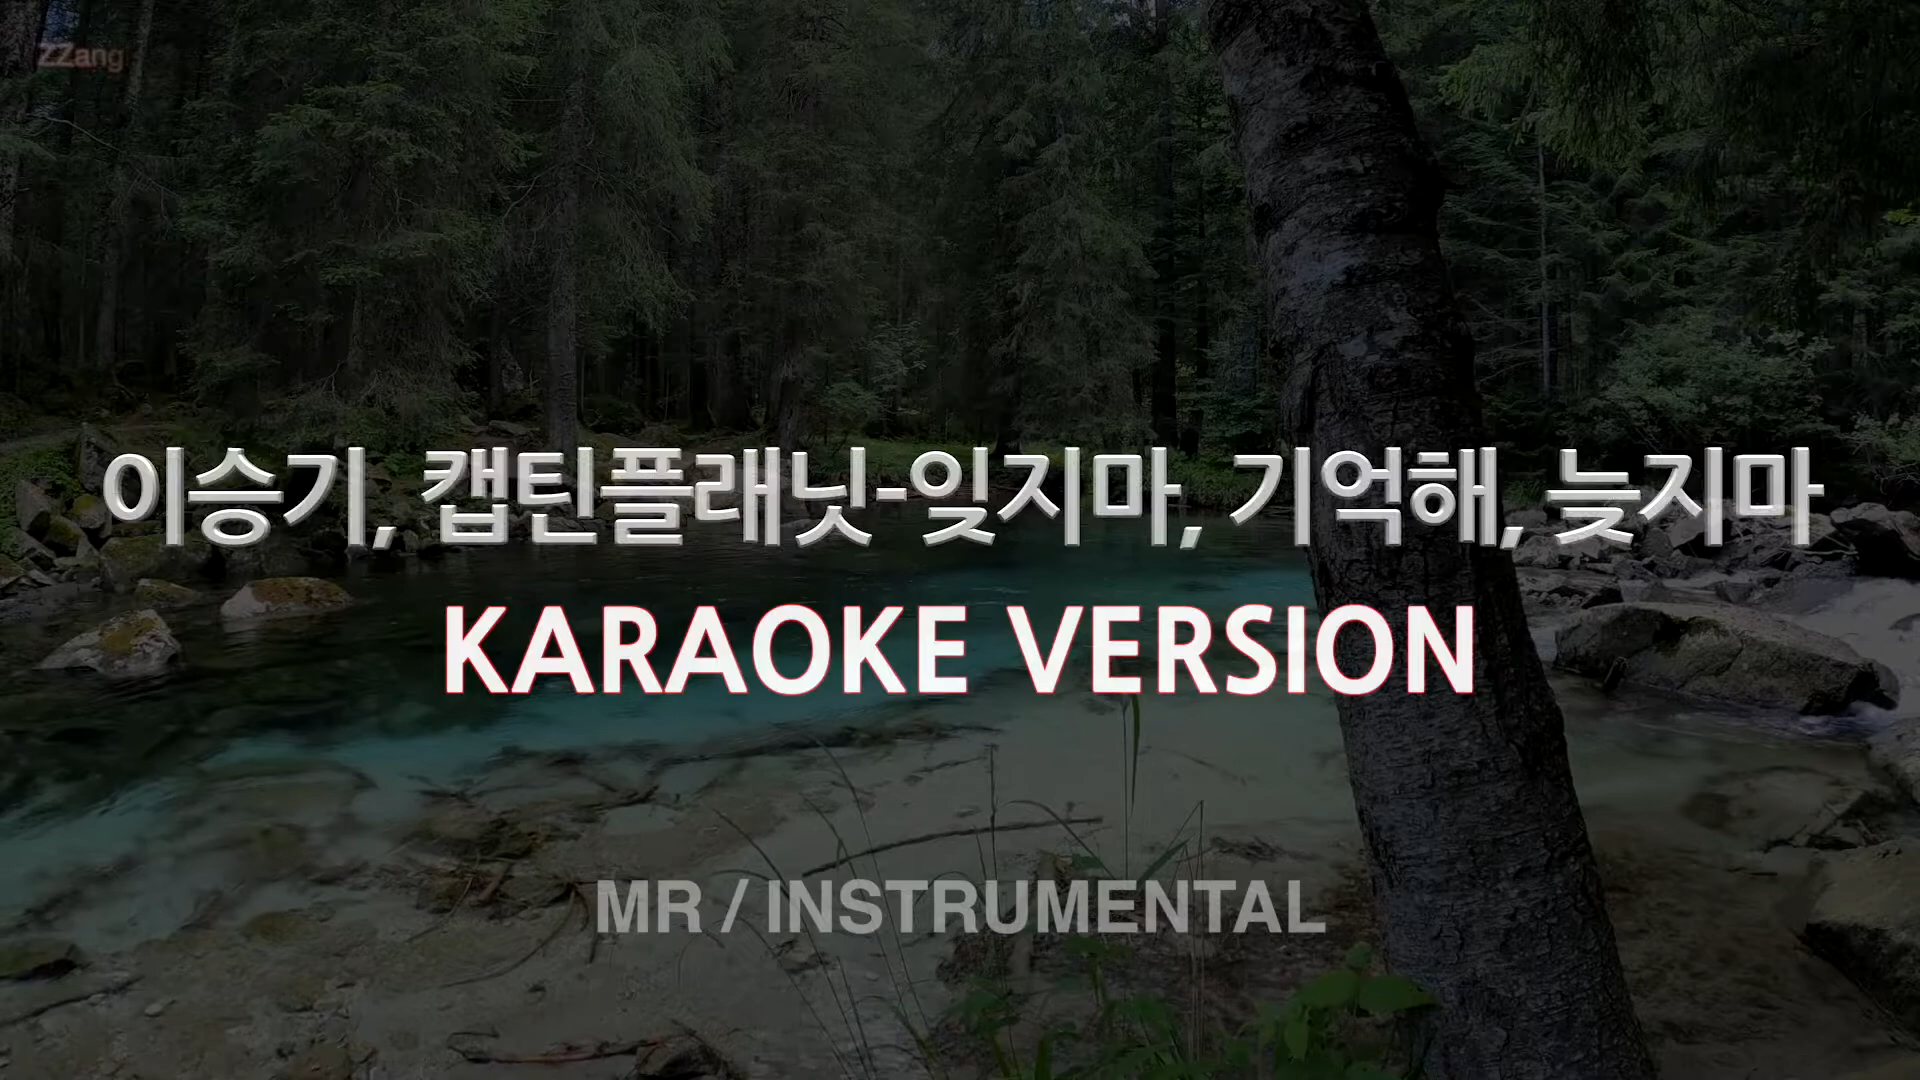 ZZang
이승기, 캡틴플래닛-잊지마, 기억해, 늦지마
KARAOKE VERSION
MR / INSTRUMENTAL